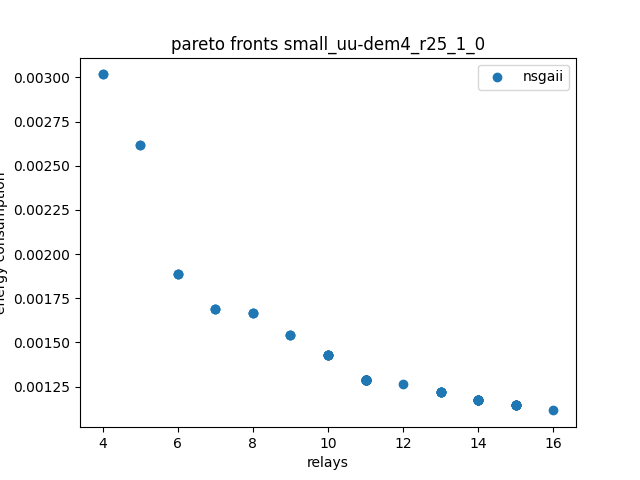 pareto fronts small_uu-dem4_r25_1_0
nsgaii
0.00300
0.00275
0.00250
0.00225
0.00200
0.00175
0.00150
0.00125
energy consumption
4 6 8 10 12 14 16
relays